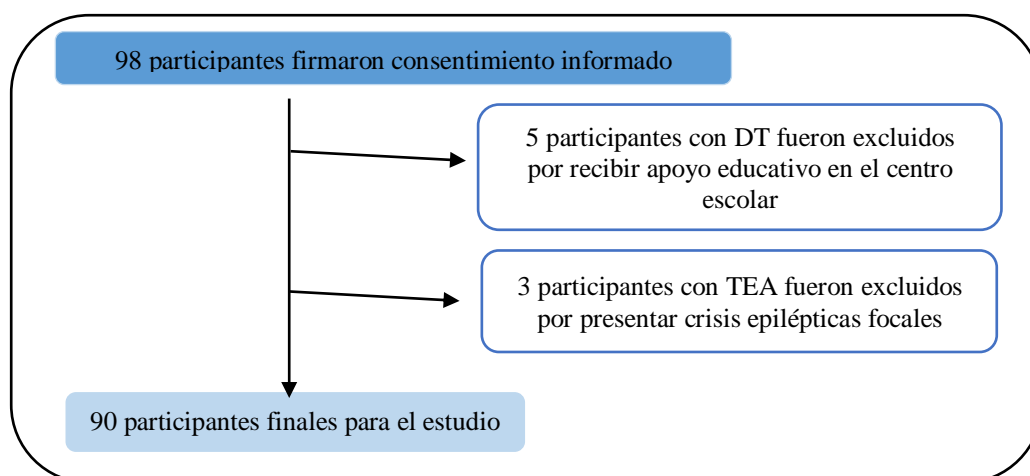 98 participantes firmaron consentimiento informado
5 participantes con DT fueron excluidos
por recibir apoyo educativo en el centro
escolar
3 participantes con TEA fueron excluidos
por presentar crisis epilépticas focales
90 participantes finales para el estudio